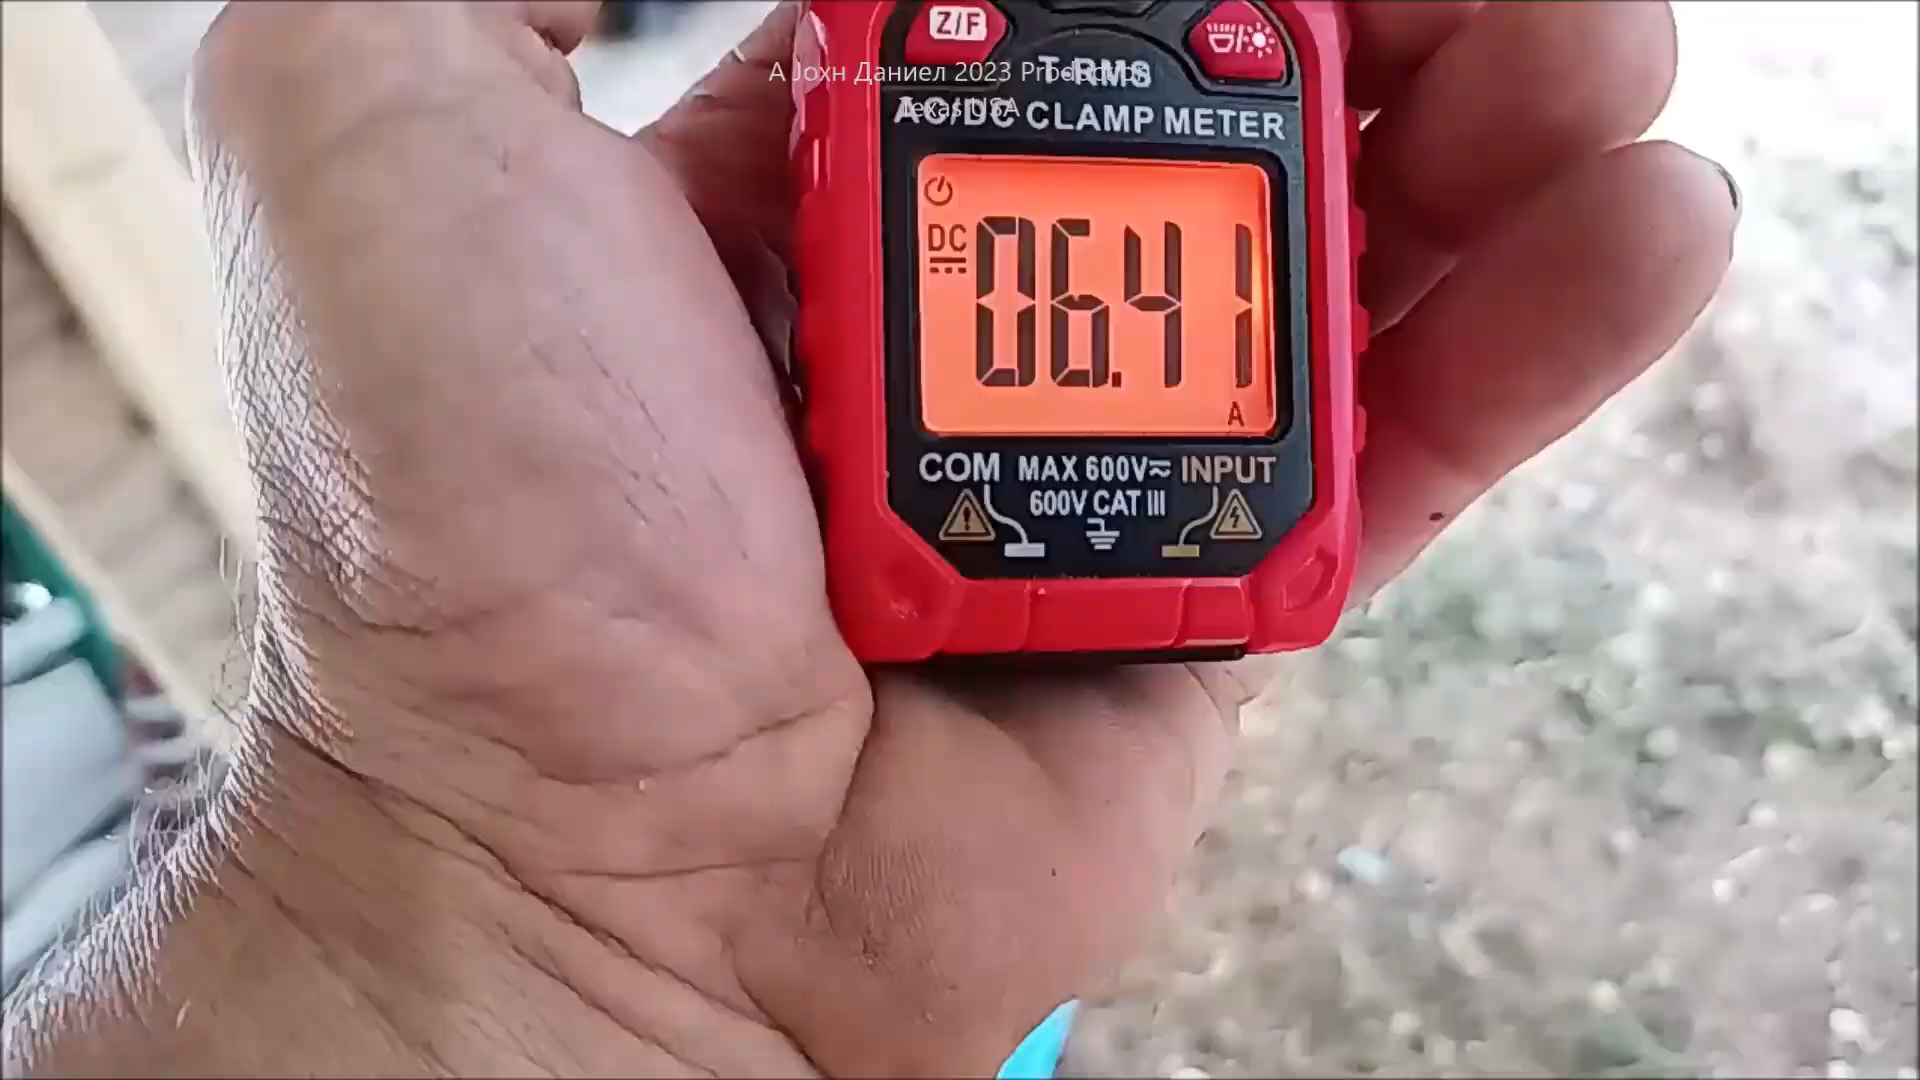 Z/F
T-RMS
А Јохн Даниел 2023 Production
Texas USA
AC/DC CLAMP METER
DC
06.41
A
COM MAX 600V≂ INPUT
600V CAT III